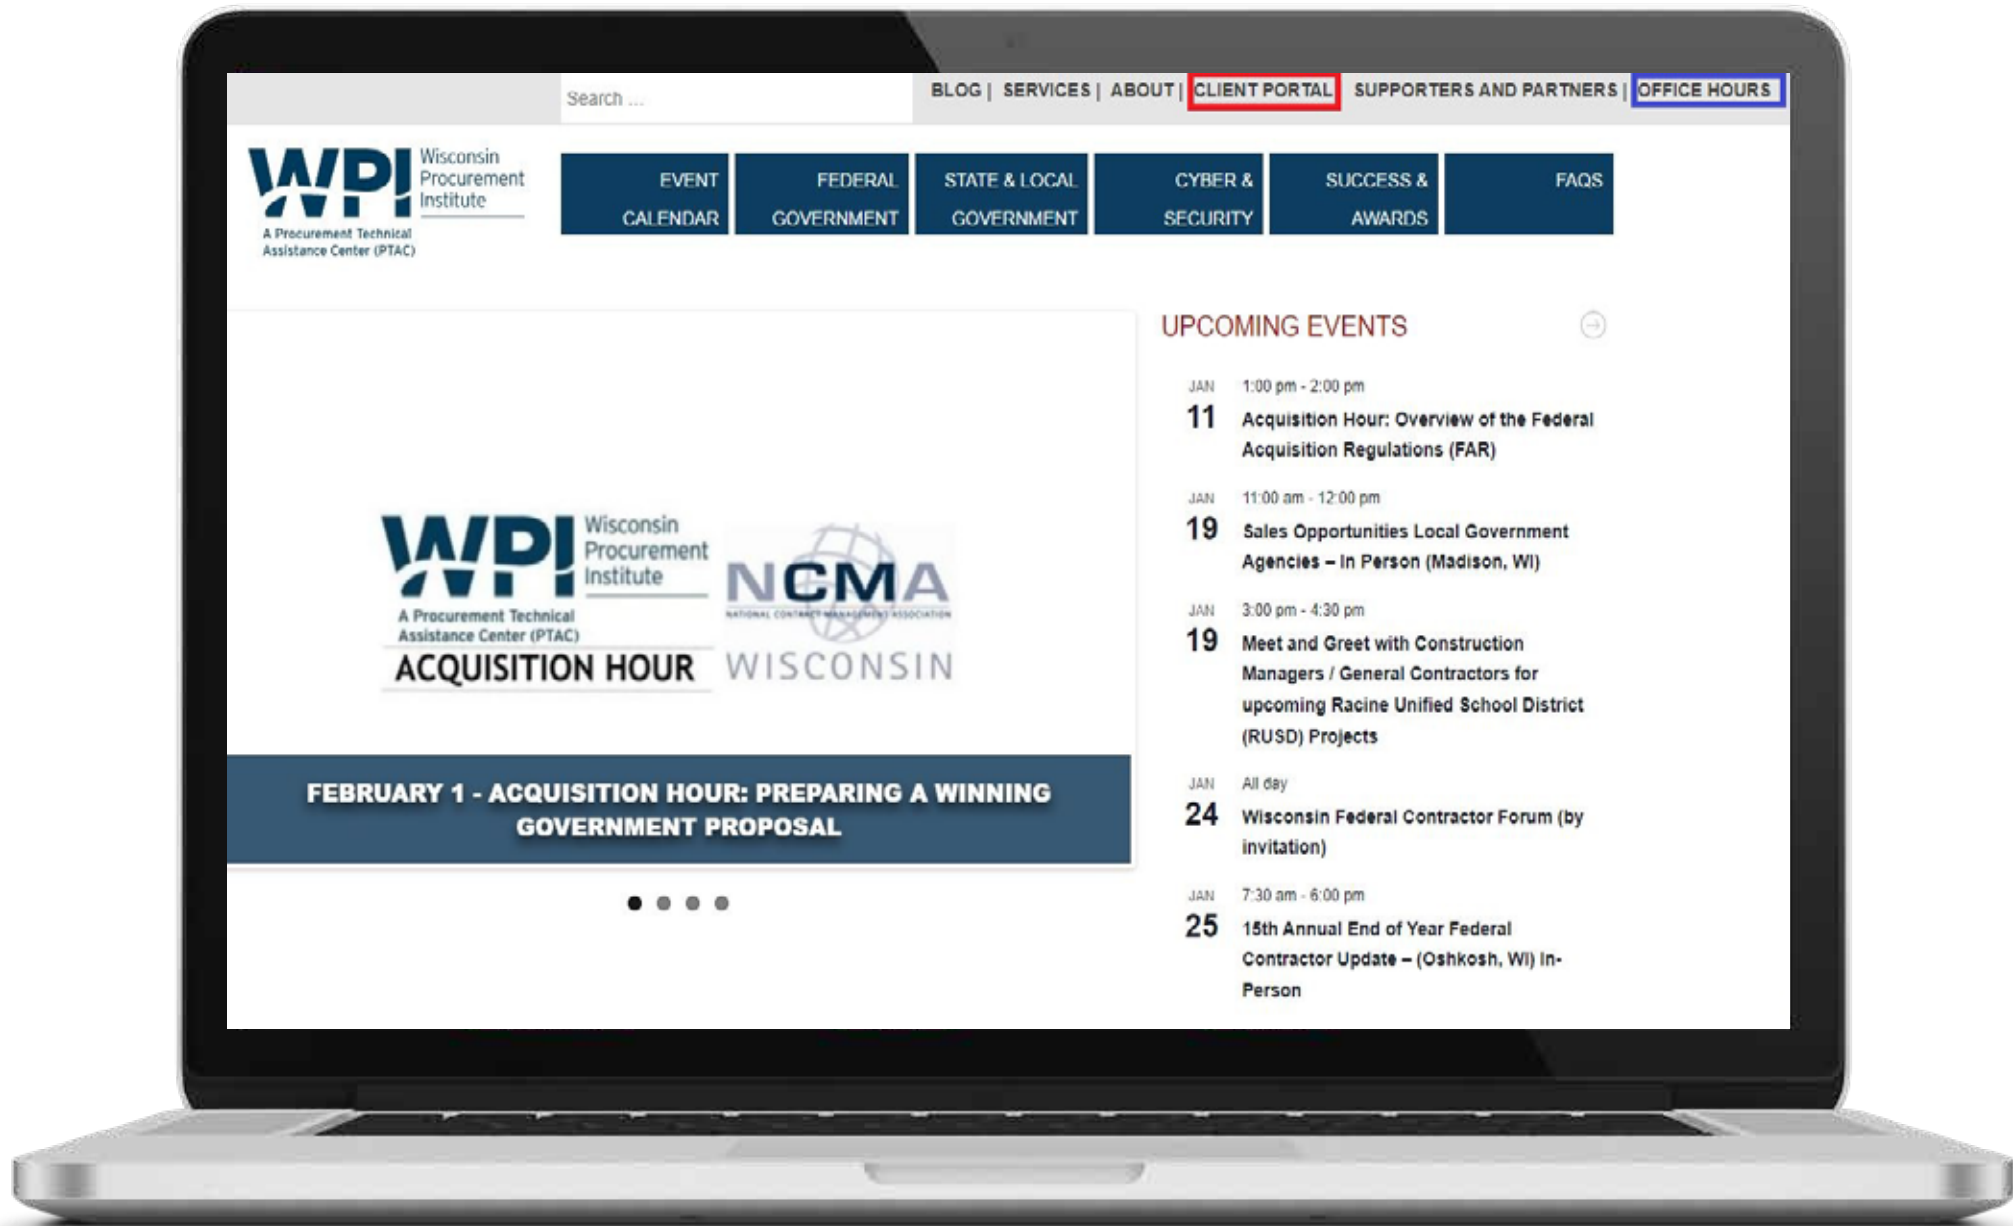 Search ...
BLOG | SERVICES | ABOUT | CLIENT PORTAL SUPPORTERS AND PARTNERS | OFFICE HOURS
WPI
Wisconsin
Procurement
Institute
A Procurement Technical
Assistance Center (PTAC)
EVENT
CALENDAR
FEDERAL
GOVERNMENT
STATE & LOCAL
GOVERNMENT
CYBER &
SECURITY
SUCCESS &
AWARDS
FAQS
WPI
Wisconsin
Procurement
Institute
A Procurement Technical
Assistance Center (PTAC)
ACQUISITION HOUR
NCMA
NATIONAL CONTRACT MANAGEMENT ASSOCIATION
WISCONSIN
FEBRUARY 1 - ACQUISITION HOUR: PREPARING A WINNING
GOVERNMENT PROPOSAL
UPCOMING EVENTS
JAN
11
1:00 pm - 2:00 pm
Acquisition Hour: Overview of the Federal
Acquisition Regulations (FAR)
JAN
19
11:00 am - 12:00 pm
Sales Opportunities Local Government
Agencies – In Person (Madison, WI)
JAN
19
3:00 pm - 4:30 pm
Meet and Greet with Construction
Managers / General Contractors for
upcoming Racine Unified School District
(RUSD) Projects
JAN
24
All day
Wisconsin Federal Contractor Forum (by
invitation)
JAN
25
7:30 am - 6:00 pm
15th Annual End of Year Federal
Contractor Update – (Oshkosh, WI) In-
Person